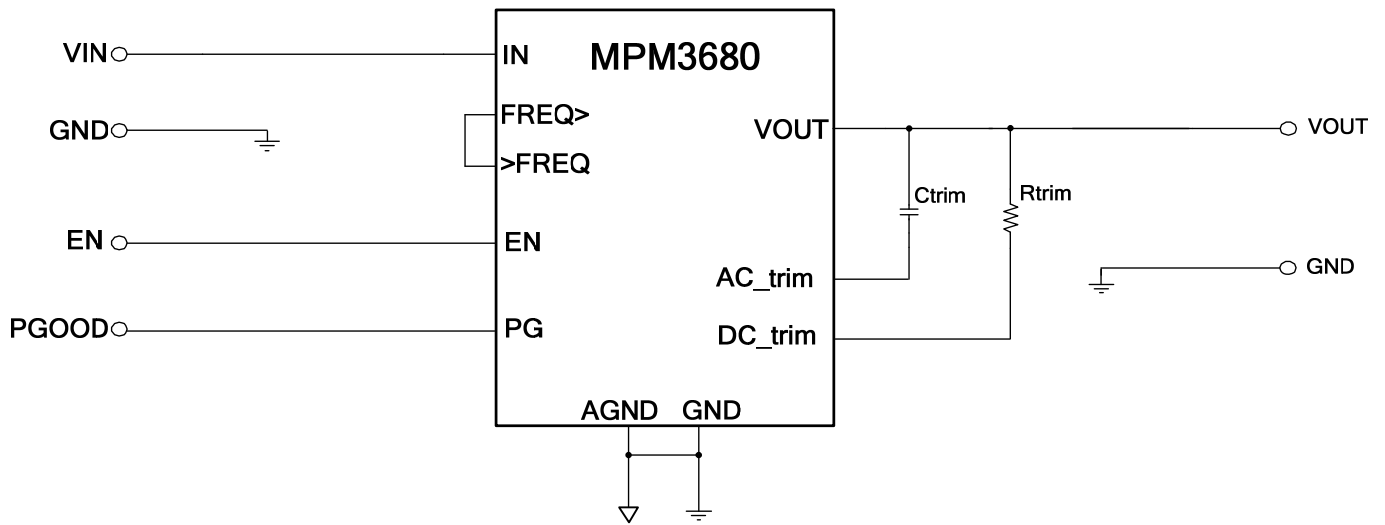 MPM3680
VIN
IN
FREQ>
GND
VOUT
VOUT
>FREQ
Ctrim
Rtrim
EN
EN
AC_trim
GND
PGOOD
PG
DC_trim
AGND
GND